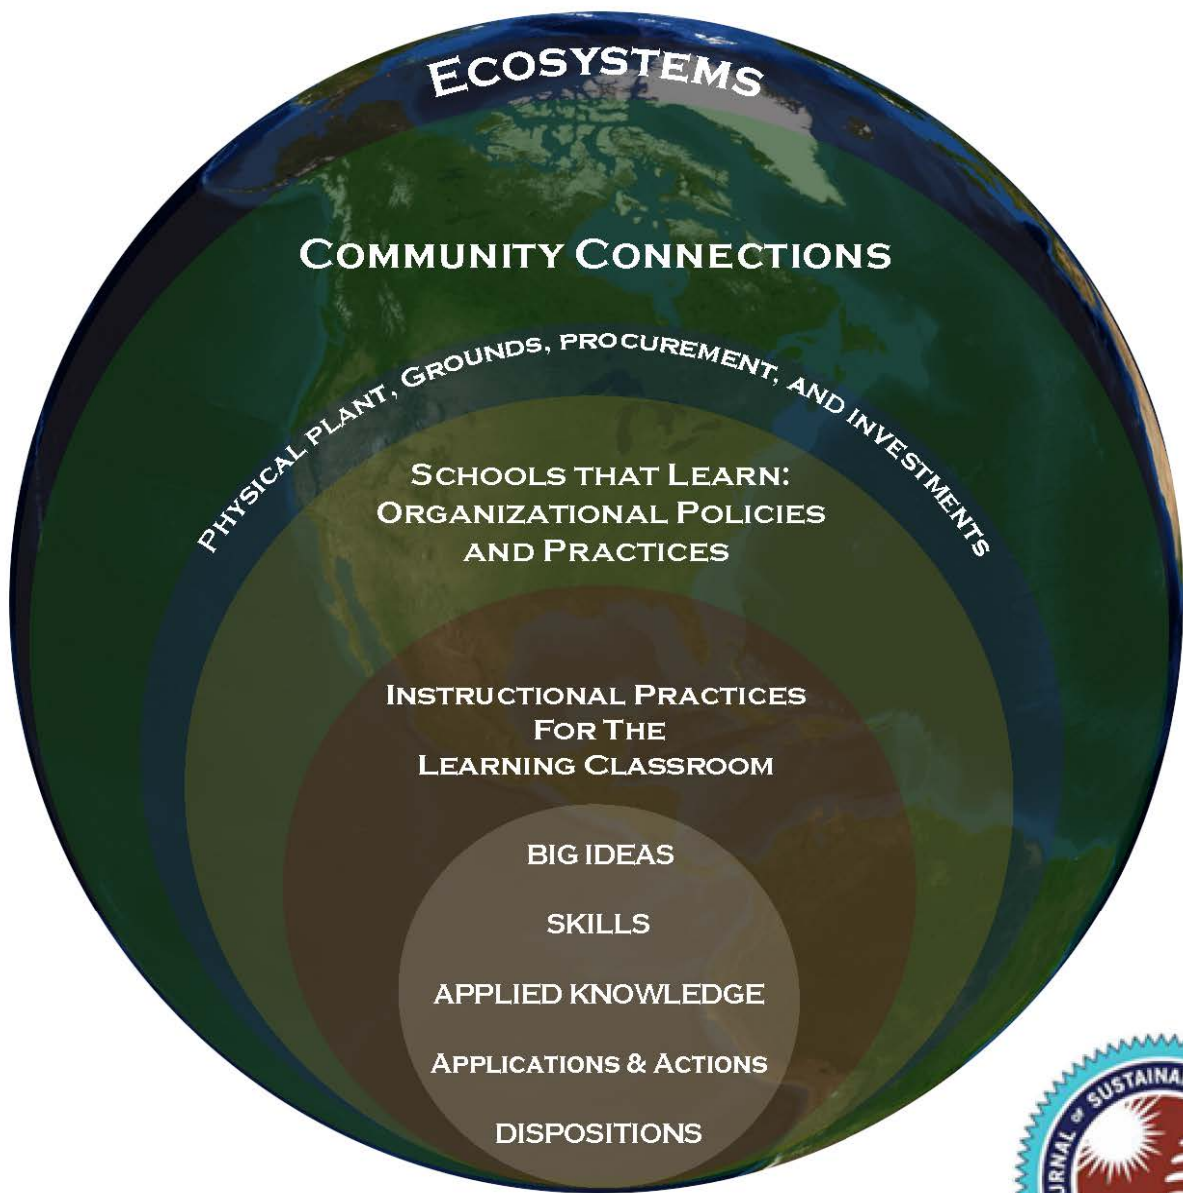 ECOSYSTEMS
COMMUNITY CONNECTIONS
PHYSICAL PLANT, GROUNDS, PROCUREMENT, AND INVESTMENTS
SCHOOLS THAT LEARN:
ORGANIZATIONAL POLICIES
AND PRACTICES
INSTRUCTIONAL PRACTICES
FOR THE
LEARNING CLASSROOM
BIG IDEAS
SKILLS
APPLIED KNOWLEDGE
APPLICATIONS & ACTIONS
DISPOSITIONS
OF